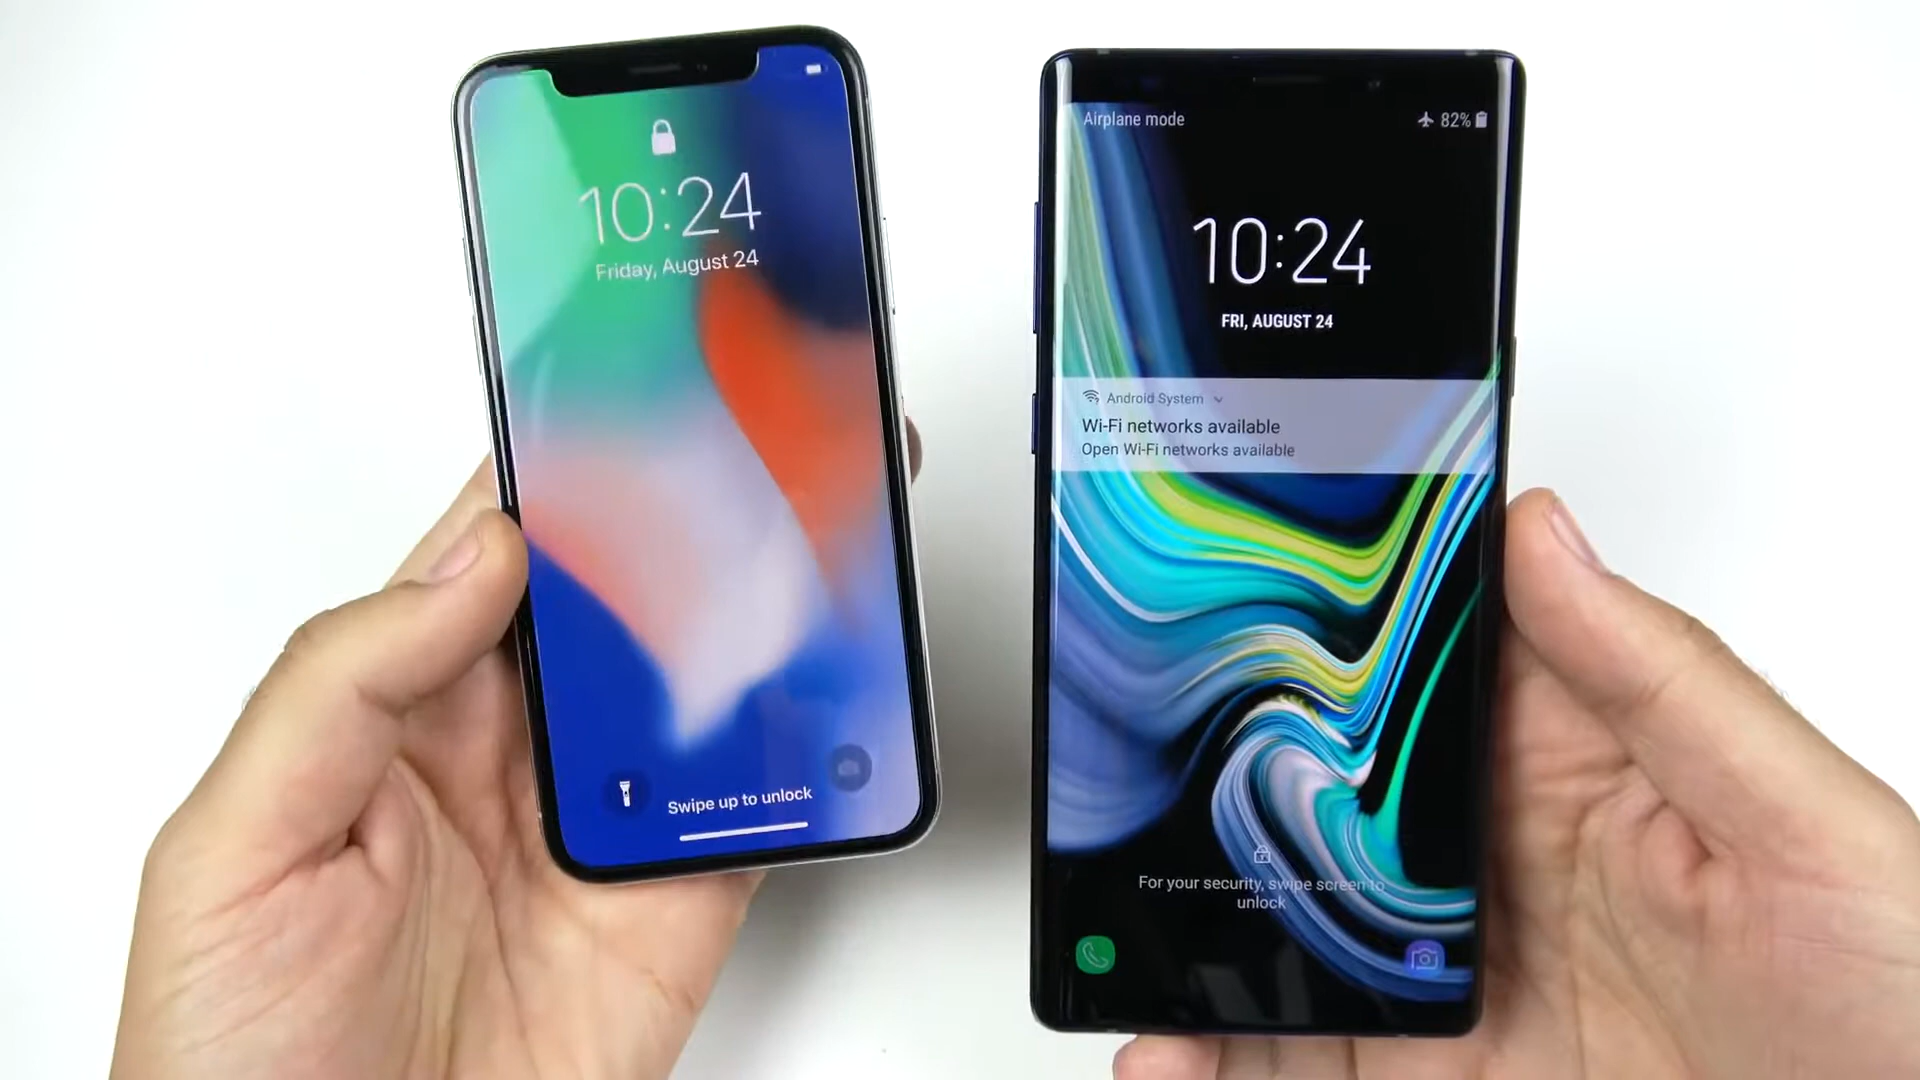 10:24
Friday, August 24
Swipe up to unlock
Airplane mode
82%
10:24
FRI, AUGUST 24
Android System
Wi-Fi networks available
Open Wi-Fi networks available
For your security, swipe screen to
unlock